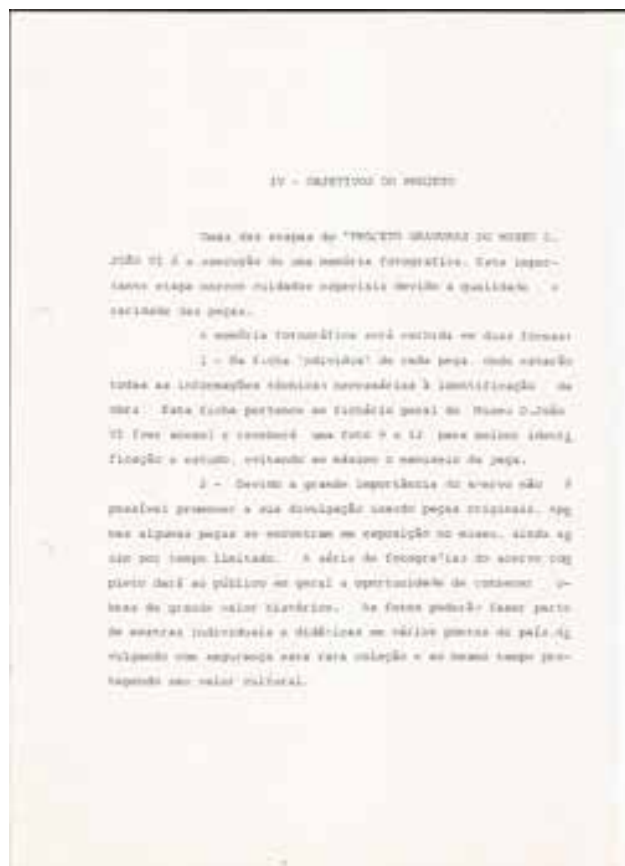 IV - OBJETIVOS DO PROJETO
Umas das etapas do "PROJETO GRAVURAS DO MUSEU D.
JOÃO VI é a execução de uma memória fotográfica. Esta impor-
tante etapa merece cuidados especiais devido a qualidade e
raridade das peças.
A memória fotográfica será contida em duas formas:
1 - Na ficha individual de cada peça, onde estarão
todas as informações técnicas necessárias à identificação da
obra. Esta ficha pertence ao fichário geral do Museu D.João
VI (ver anexo) e receberá uma foto 9 x 12 para melhor identi
ficação e estudo, evitando ao máximo o manuseio da peça.
2 - Devido a grande importância do acervo não é
possível promover a sua divulgação usando peças originais, ape
nas algumas peças se encontram em exposição no museu, ainda as
sim por tempo limitado. A série de fotografias do acervo com
pleto dará ao público em geral a oportunidade de conhecer o-
bras de grande valor histórico. As fotos poderão fazer parte
de mostras individuais e didáticas em vários pontos do país,di
vulgando com segurança esta rara coleção e ao mesmo tempo pro-
tegendo seu valor cultural.